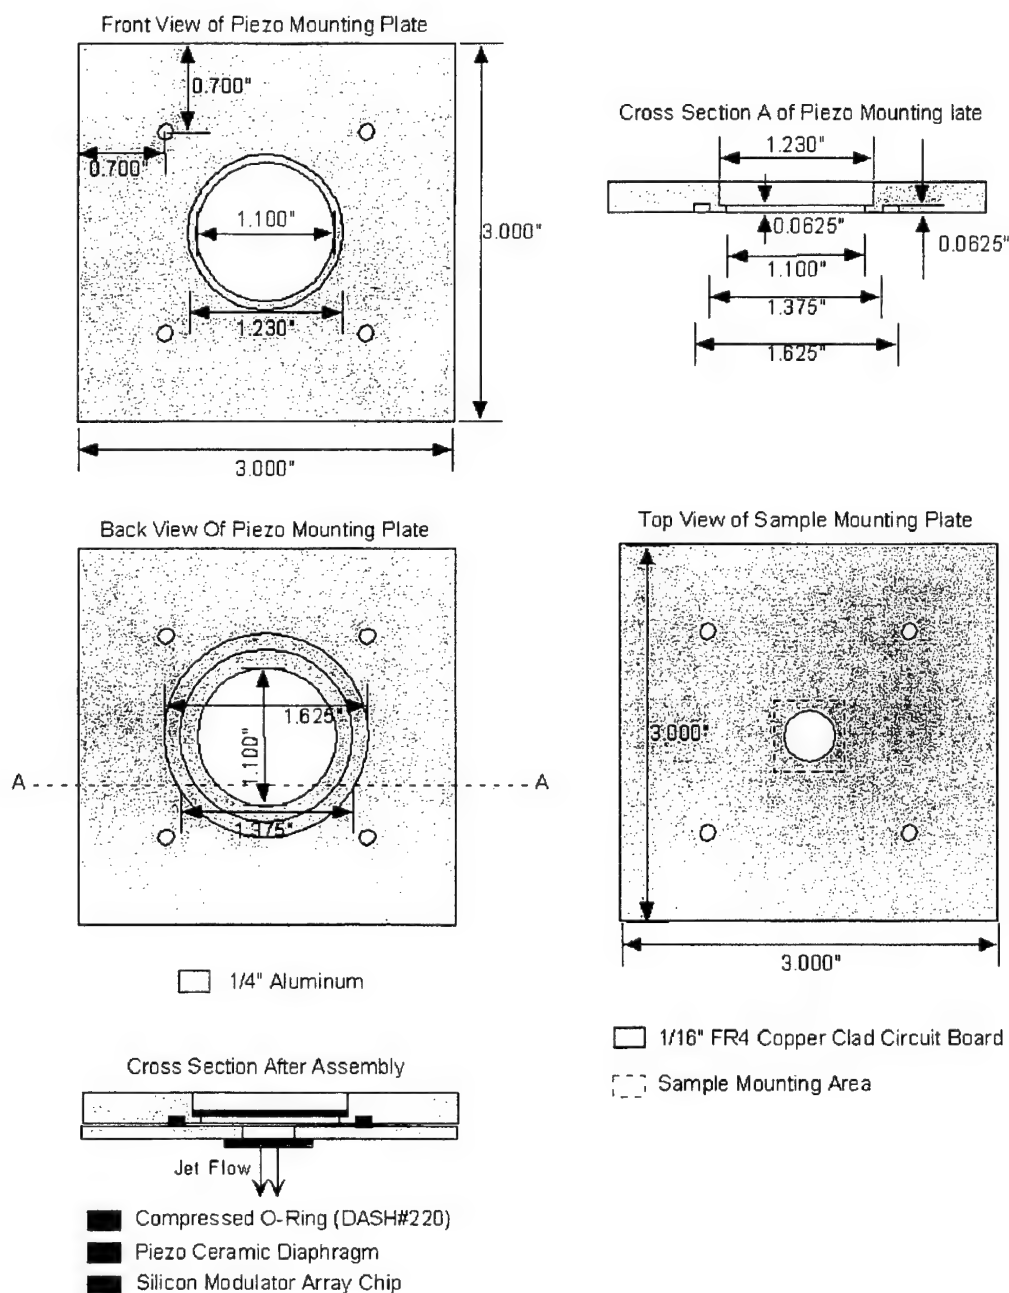 Front View of Piezo Mounting Plate
0.700"
0.700"
1.100"
3.000"
1.230"
3.000"
Cross Section A of Piezo Mounting late
1.230"
0.0625"
0.0625"
1.100"
1.375"
1.625"
Back View Of Piezo Mounting Plate
1.625"
1.100"
A
A
1.375"
1/4" Aluminum
Top View of Sample Mounting Plate
3.000"
3.000"
1/16" FR4 Copper Clad Circuit Board
Sample Mounting Area
Cross Section After Assembly
Jet Flow
Compressed O-Ring (DASH#220)
Piezo Ceramic Diaphragm
Silicon Modulator Array Chip